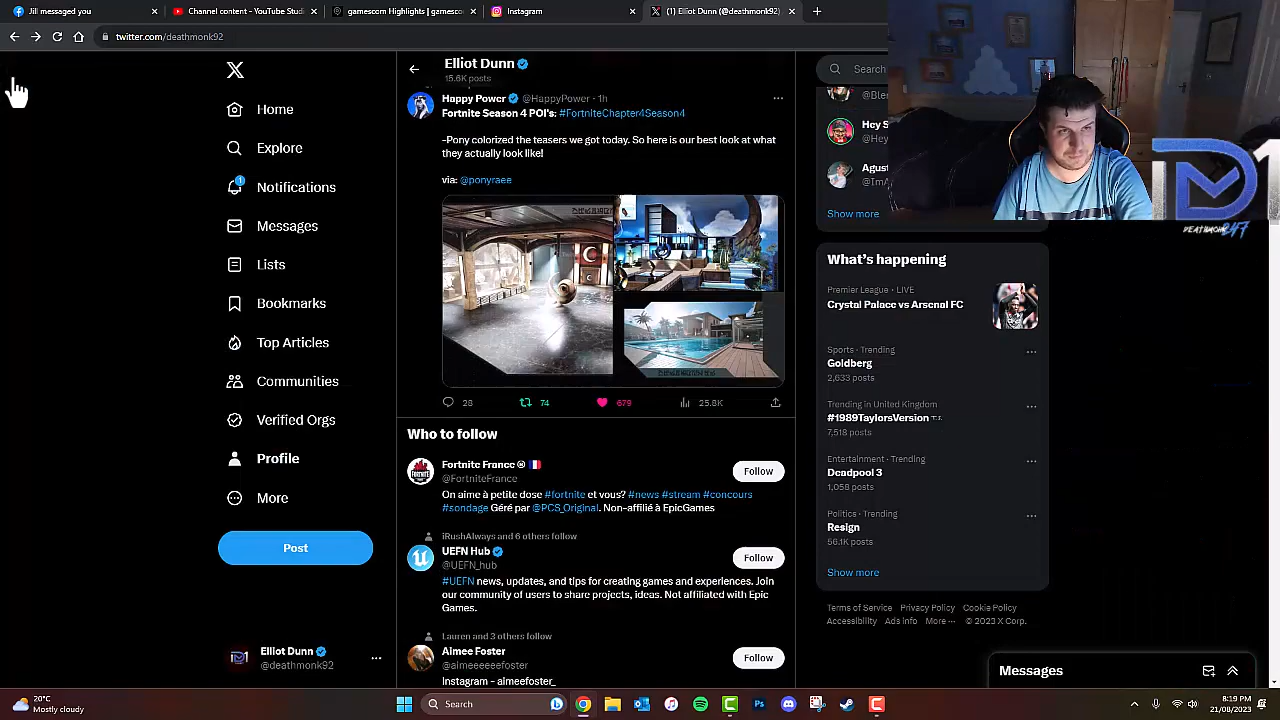 Jill messaged you
Channel content - YouTube Studi
gamescom Highlights | gamesco
Instagram
(1) Elliot Dunn (@deathmonk92)
twitter.com/deathmonk92
Home
Explore
1
Notifications
Messages
Lists
Bookmarks
Top Articles
Communities
Verified Orgs
Profile
More
Post
Elliot Dunn
@deathmonk92
Elliot Dunn
15.6K posts
Happy Power @HappyPower · 1h
Fortnite Season 4 POI's: #FortniteChapter4Season4
-Pony colorized the teasers we got today. So here is our best look at what
they actually look like!
via: @ponyraee
28 74 679 25.8K
Who to follow
Fortnite France ®
@FortniteFrance
Follow
On aime à petite dose #fortnite et vous? #news #stream #concours
#sondage Géré par @PCS_Original. Non-affilié à EpicGames
iRushAlways and 6 others follow
UEFN Hub
@UEFN_hub
Follow
#UEFN news, updates, and tips for creating games and experiences. Join
our community of users to share projects, ideas. Not affiliated with Epic
Games.
Lauren and 3 others follow
Aimee Foster
@aimeeeeeefoster
Follow
Instagram - aimeefoster_
Search
@Ble
Hey S
@Hey
Agust
@ImA
Show more
What's happening
Premier League · LIVE
Crystal Palace vs Arsenal FC
Sports · Trending
Goldberg
2,633 posts
Trending in United Kingdom
#1989TaylorsVersion
7,518 posts
Entertainment · Trending
Deadpool 3
1,058 posts
Politics · Trending
Resign
56.1K posts
Show more
Terms of Service Privacy Policy Cookie Policy
Accessibility Ads info More ··· © 2023 X Corp.
Messages
D1
20°C
Mostly cloudy
Search
8:19 PM
21/08/2023